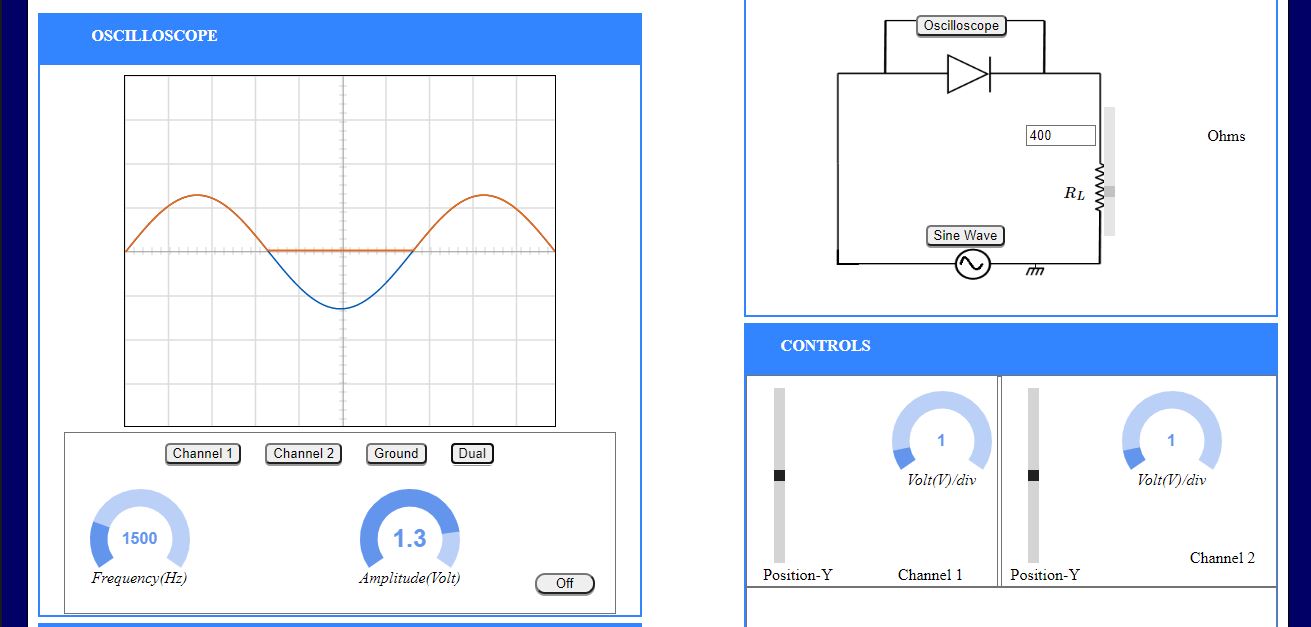 OSCILLOSCOPE
Channel 1
Channel 2
Ground
Dual
1500
Frequency(Hz)
1.3
Amplitude(Volt)
Off
Oscilloscope
400
Ohms
RL
Sine Wave
CONTROLS
1
Volt(V)/div
Position-Y
Channel 1
1
Volt(V)/div
Position-Y
Channel 2